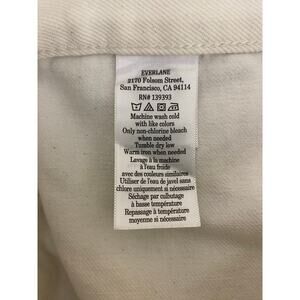 EVERLANE
2170 Folsom Street,
San Francisco, CA 94114
RN# 139393
Machine wash cold
with like colors
Only non-chlorine bleach
when needed
Tumble dry low
Warm iron when needed
Lavage à la machine
à l'eau froide
avec des couleurs similaires
Utiliser de l'eau de javel sans
chlore uniquement si nécessaire
Séchage par culbutage
à basse température
Repassage à température
moyenne si nécessaire